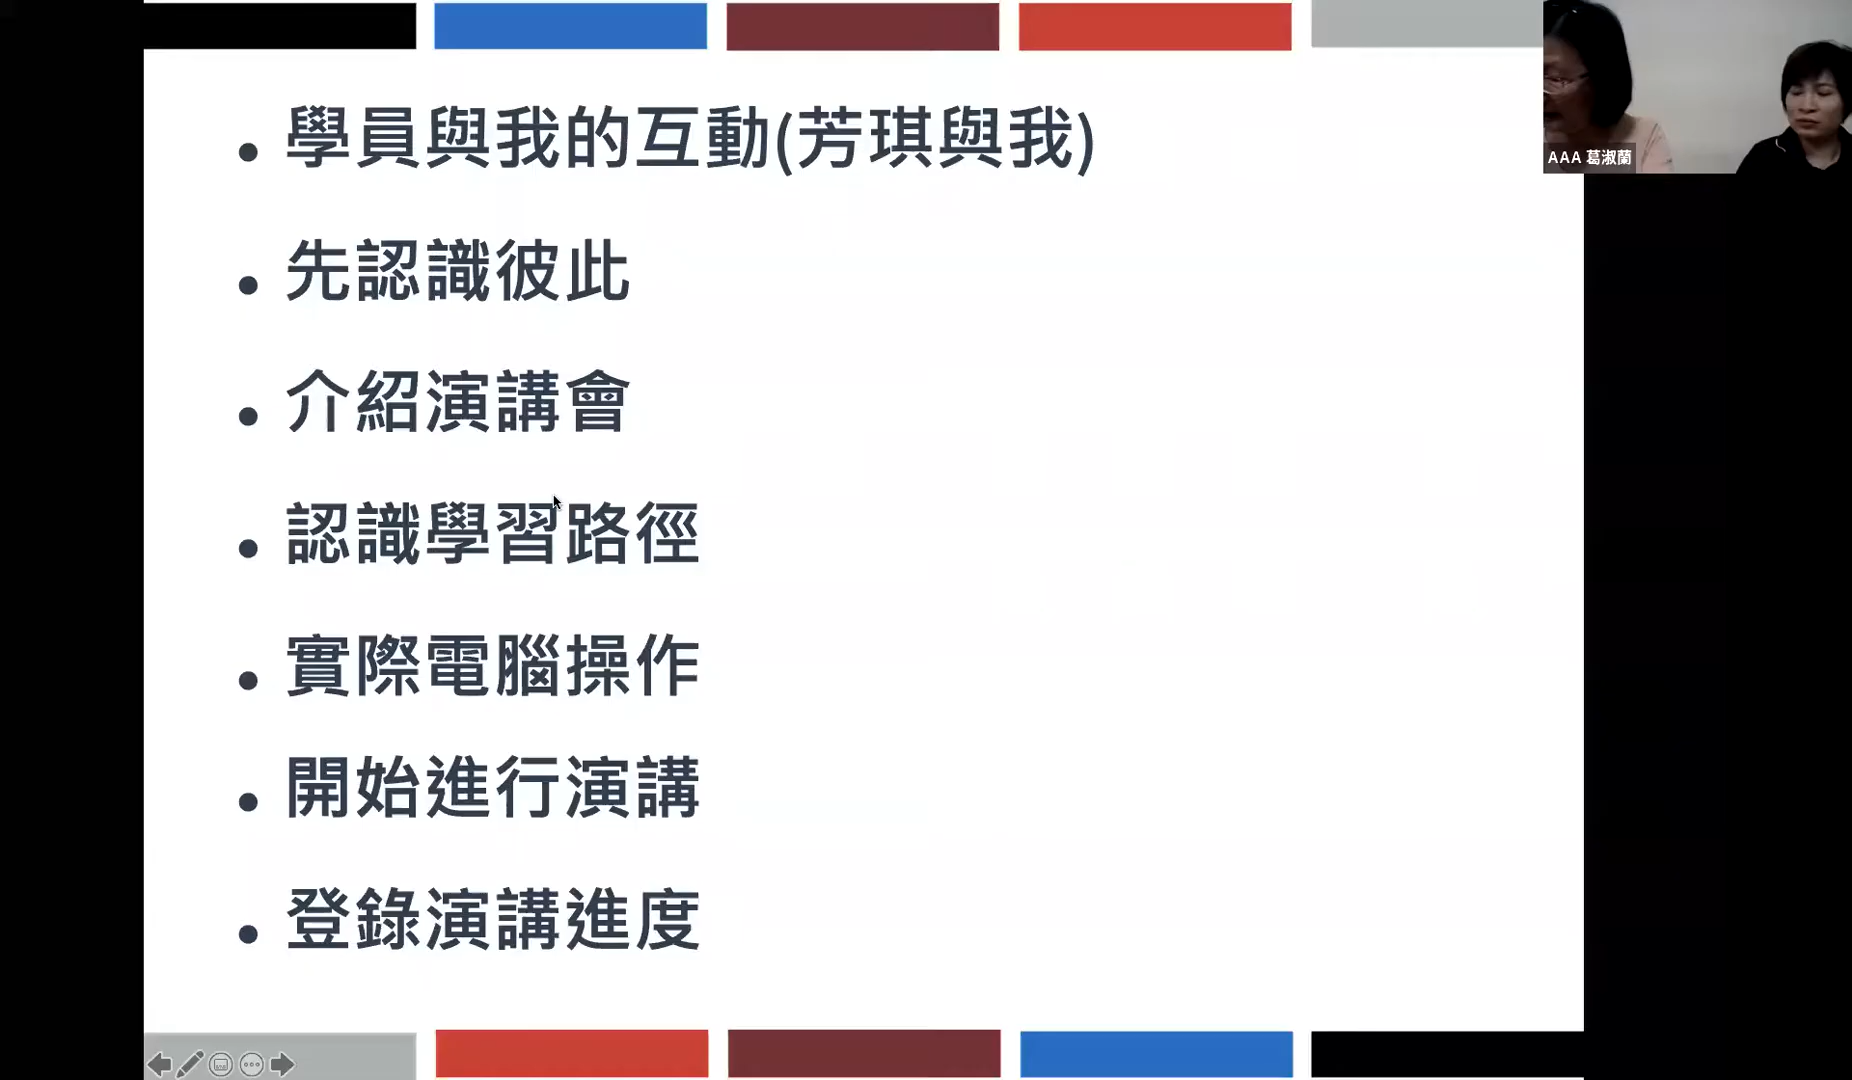 • 學員與我的互動(芳琪與我)
• 先認識彼此
• 介紹演講會
• 認識學習路徑
• 實際電腦操作
• 開始進行演講
• 登錄演講進度
AAA 葛淑蘭